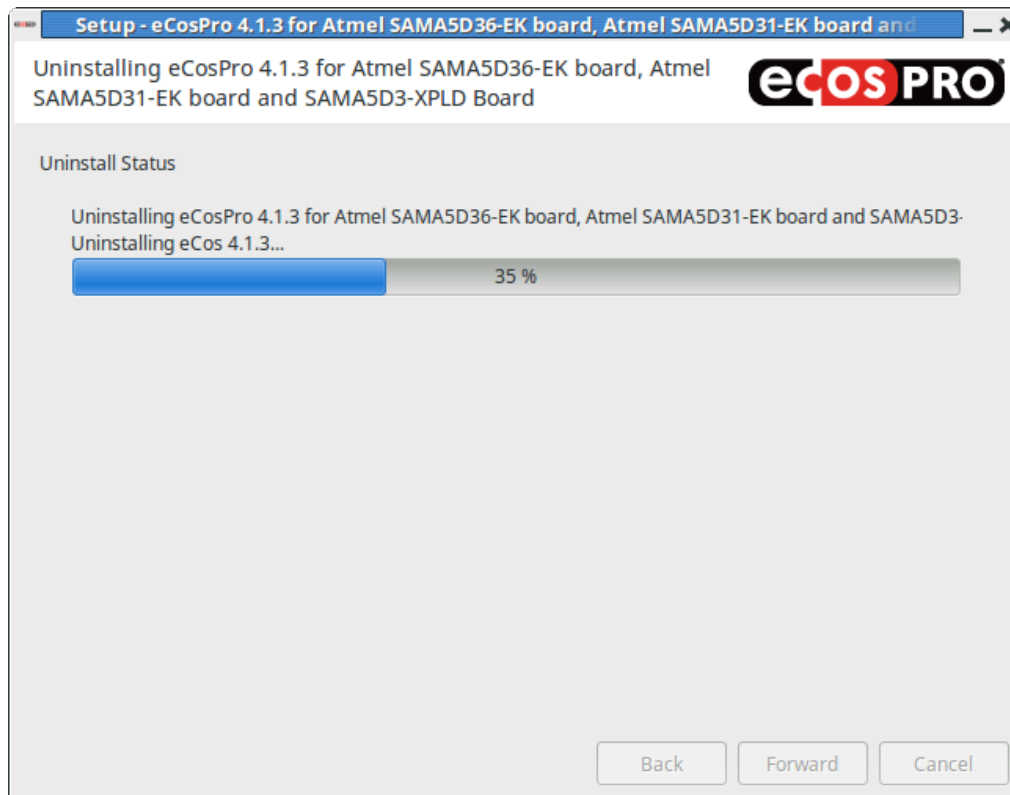 Setup - eCosPro 4.1.3 for Atmel SAMA5D36-EK board, Atmel SAMA5D31-EK board and
Uninstalling eCosPro 4.1.3 for Atmel SAMA5D36-EK board, Atmel
SAMA5D31-EK board and SAMA5D3-XPLD Board
eCOS PRO
Uninstall Status
Uninstalling eCosPro 4.1.3 for Atmel SAMA5D36-EK board, Atmel SAMA5D31-EK board and SAMA5D3-
Uninstalling eCos 4.1.3...
35 %
Back
Forward
Cancel